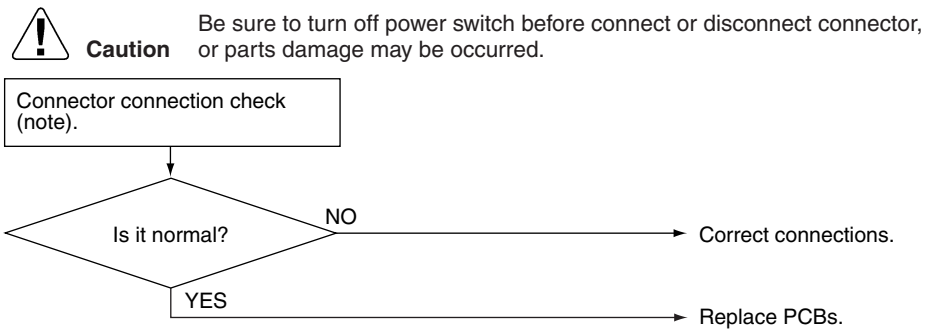 Be sure to turn off power switch before connect or disconnect connector,
Caution or parts damage may be occurred.
Connector connection check
(note).
Is it normal?
NO
Correct connections.
YES
Replace PCBs.